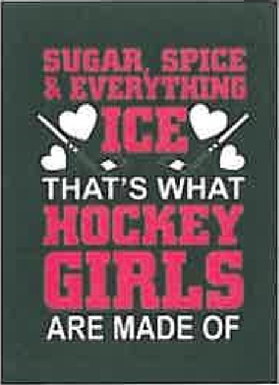 SUGAR, SPICE
& EVERYTHING
ICE
THAT'S WHAT
HOCKEY
GIRLS
ARE MADE OF